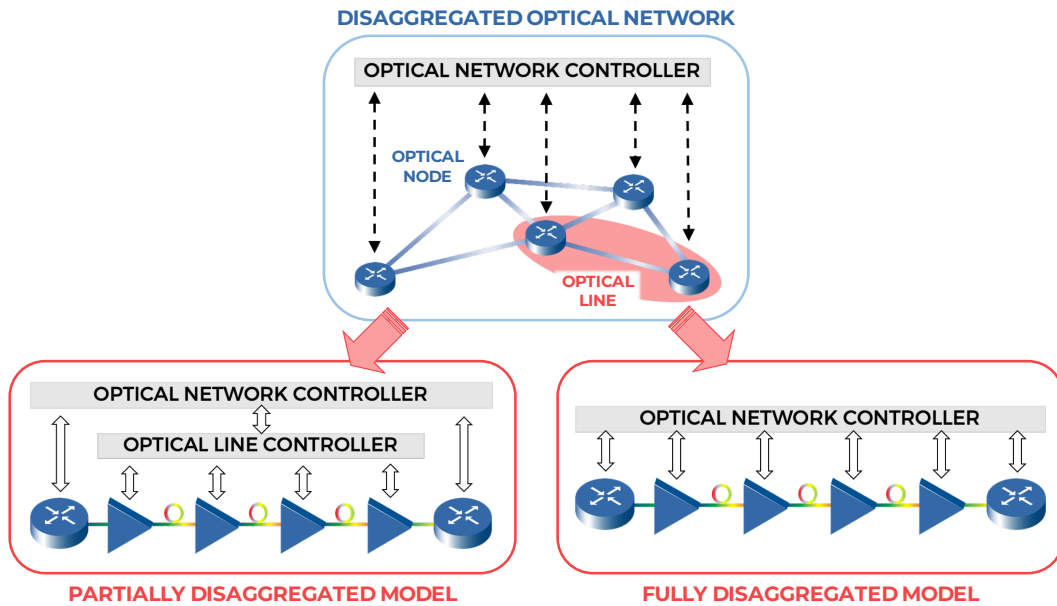 DISAGGREGATED OPTICAL NETWORK
OPTICAL NETWORK CONTROLLER
OPTICAL
NODE
OPTICAL
LINE
OPTICAL NETWORK CONTROLLER
OPTICAL LINE CONTROLLER
PARTIALLY DISAGGREGATED MODEL
OPTICAL NETWORK CONTROLLER
FULLY DISAGGREGATED MODEL